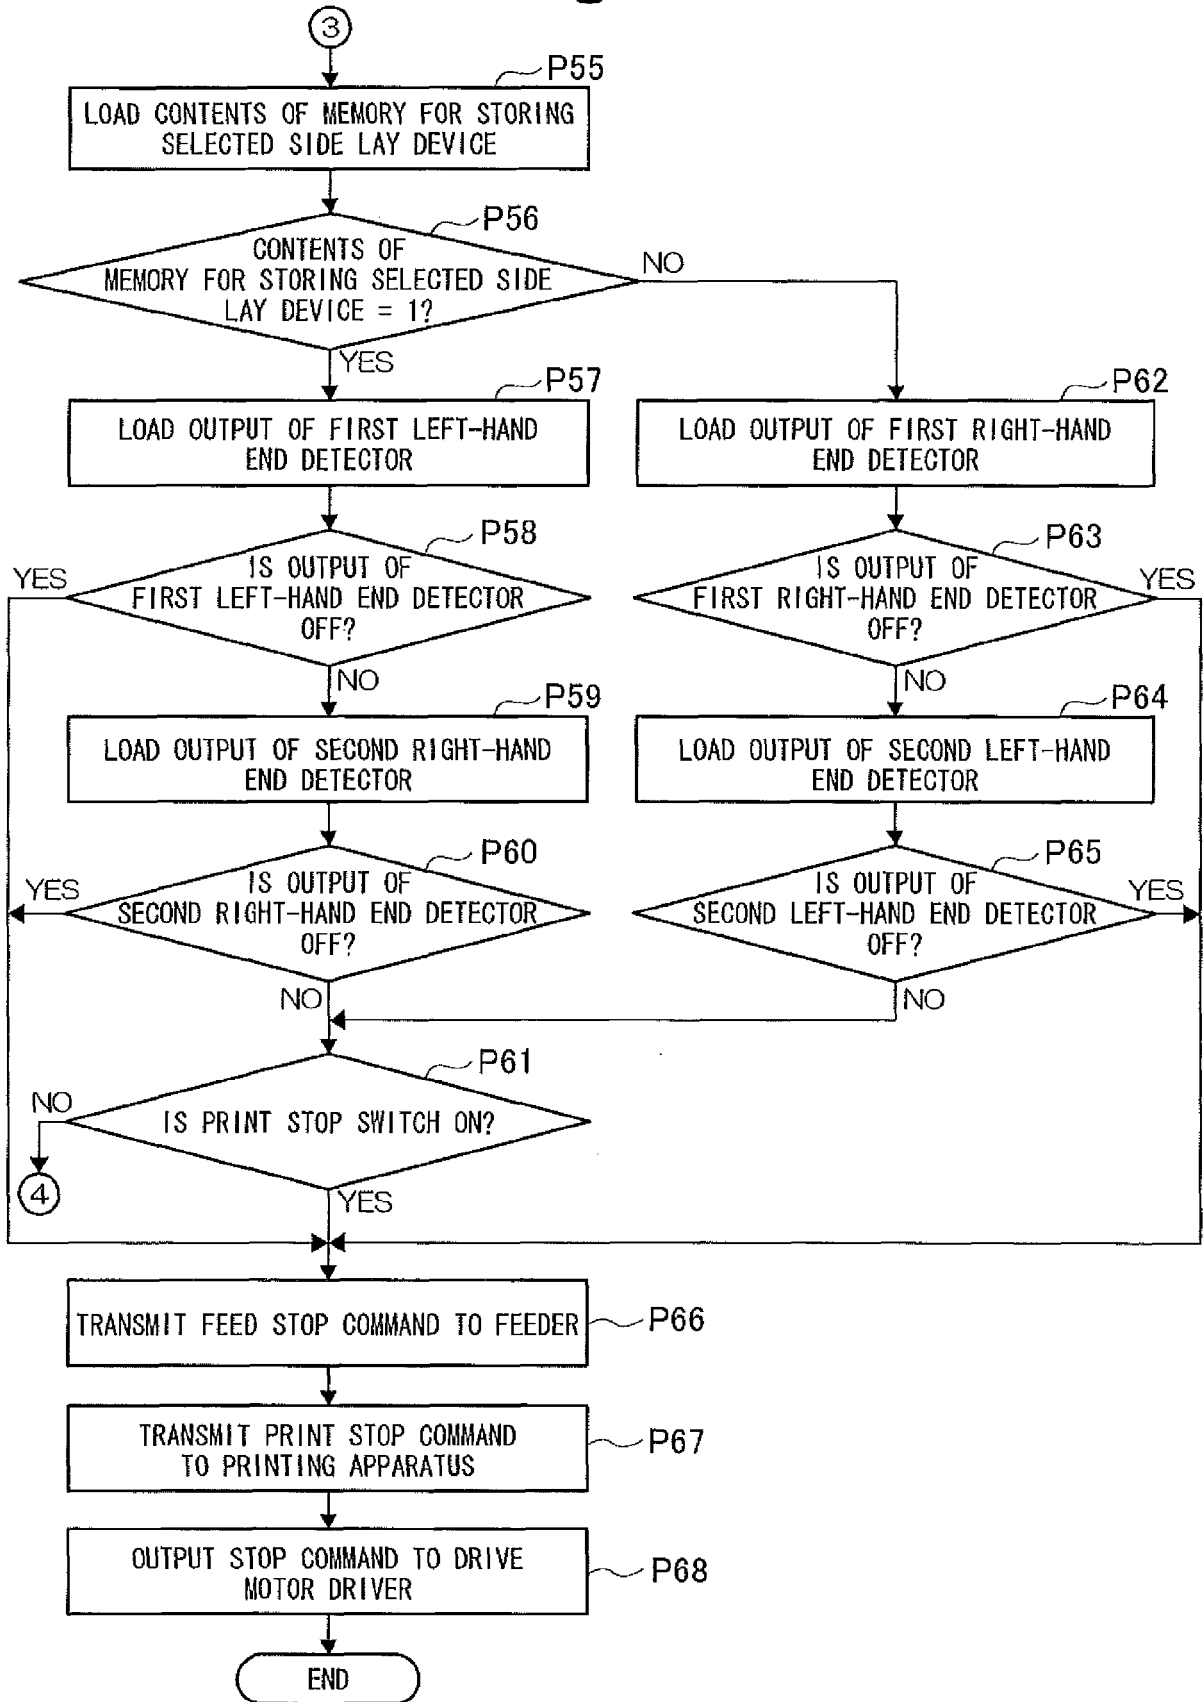 3
P55
LOAD CONTENTS OF MEMORY FOR STORING
SELECTED SIDE LAY DEVICE
P56
CONTENTS OF
MEMORY FOR STORING SELECTED SIDE
LAY DEVICE = 1?
NO
YES
P57
LOAD OUTPUT OF FIRST LEFT-HAND
END DETECTOR
P62
LOAD OUTPUT OF FIRST RIGHT-HAND
END DETECTOR
P58
IS OUTPUT OF
FIRST LEFT-HAND END DETECTOR
OFF?
YES
NO
P63
IS OUTPUT OF
FIRST RIGHT-HAND END DETECTOR
OFF?
YES
NO
P59
LOAD OUTPUT OF SECOND RIGHT-HAND
END DETECTOR
P64
LOAD OUTPUT OF SECOND LEFT-HAND
END DETECTOR
P60
IS OUTPUT OF
SECOND RIGHT-HAND END DETECTOR
OFF?
YES
NO
P65
IS OUTPUT OF
SECOND LEFT-HAND END DETECTOR
OFF?
YES
NO
P61
IS PRINT STOP SWITCH ON?
NO
4
YES
TRANSMIT FEED STOP COMMAND TO FEEDER
P66
TRANSMIT PRINT STOP COMMAND
TO PRINTING APPARATUS
P67
OUTPUT STOP COMMAND TO DRIVE
MOTOR DRIVER
P68
END